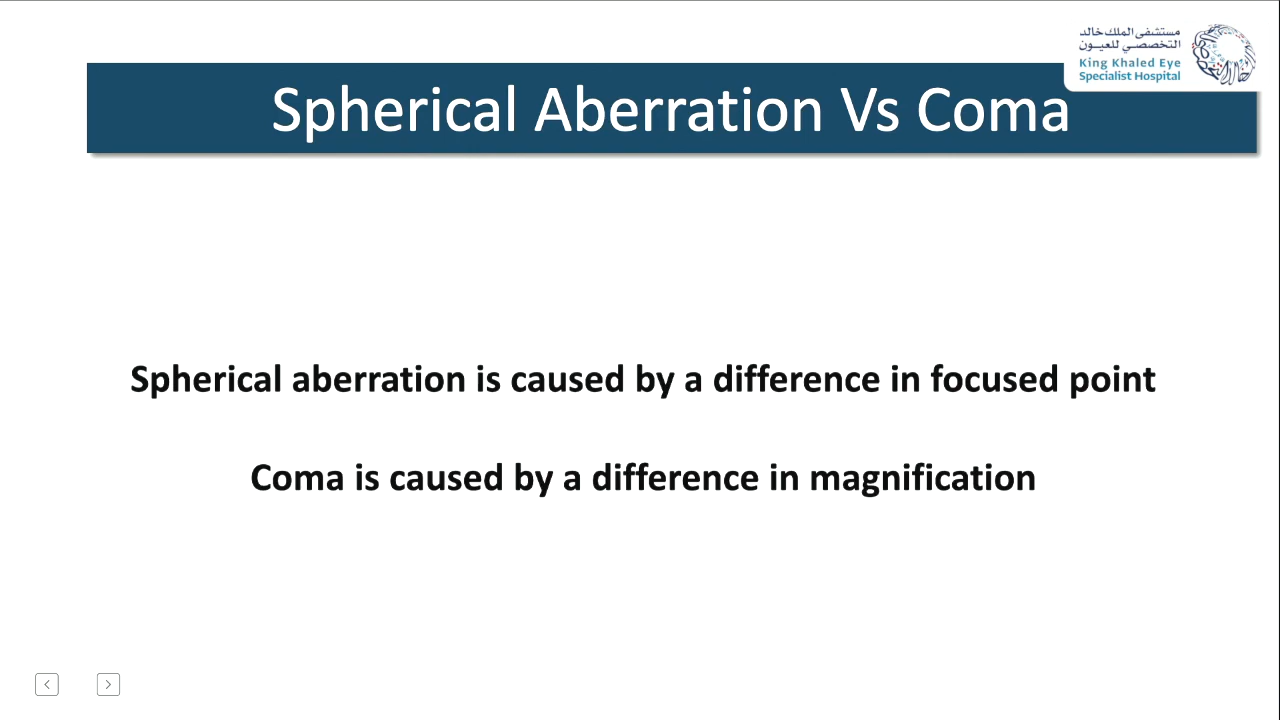 مستشفى الملك خالد
التخصصي للعيون
King Khaled Eye
Specialist Hospital
Spherical Aberration Vs Coma
Spherical aberration is caused by a difference in focused point
Coma is caused by a difference in magnification